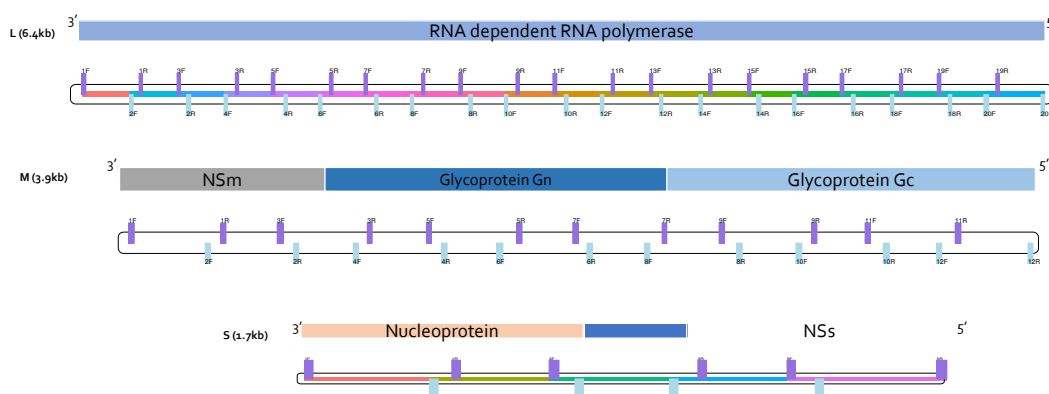 3’ 5’
L (6.4kb) RNA dependent RNA polymerase
1F 1R 3F 3R 5F 5R 7F 7R 9F 9R 11F 11R 13F 13R 15F 15R 17F 17R 19F 19R
2F 2R 4F 4R 6F 6R 8F 8R 10F 10R 12F 12R 14F 14R 16F 16R 18F 18R 20F 20
3’ 5’
M (3.9kb) NSm Glycoprotein Gn Glycoprotein Gc
1F 1R 3F 3R 5F 5R 7F 7R 9F 9R 11F 11R
2F 2R 4F 4R 6F 6R 8F 8R 10F 10R 12F 12R
3’ 5’
S (1.7kb) Nucleoprotein NSs